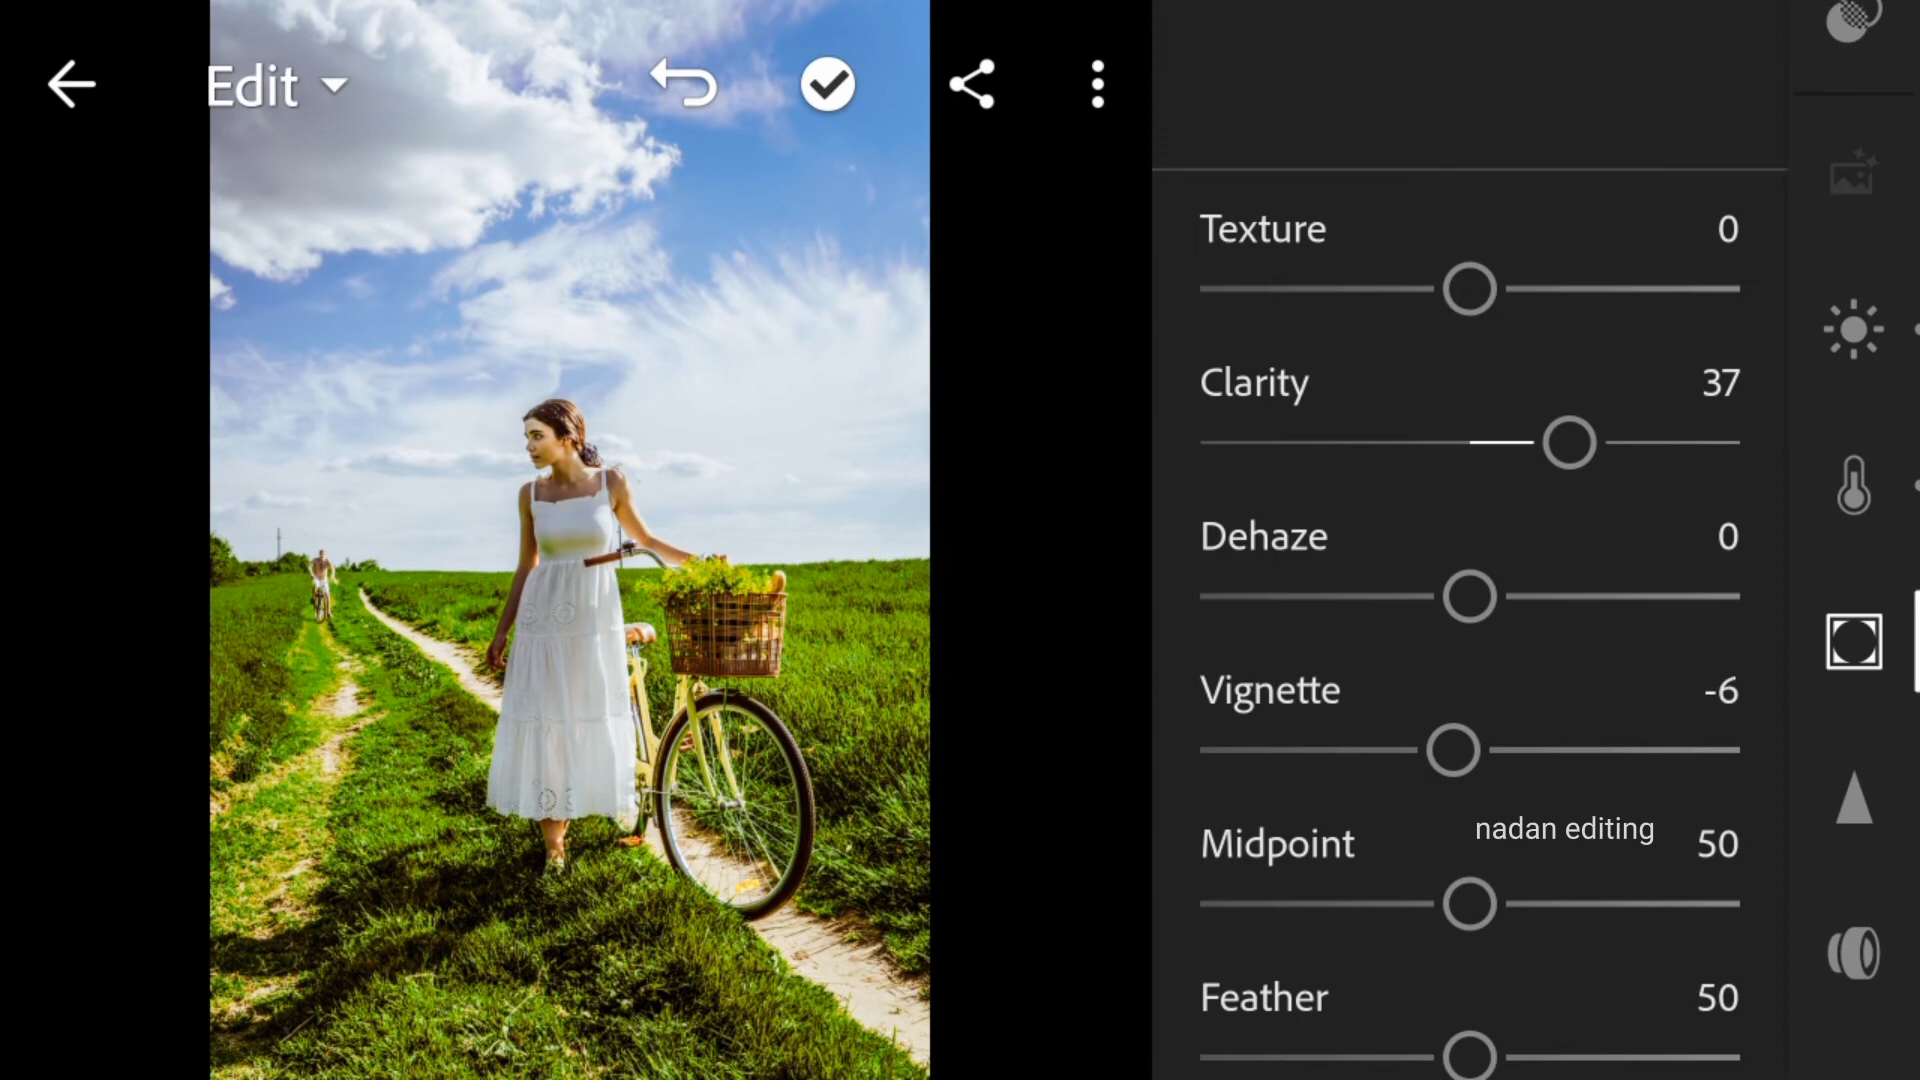 Edit
Texture 0
Clarity 37
Dehaze 0
Vignette -6
nadan editing
Midpoint 50
Feather 50